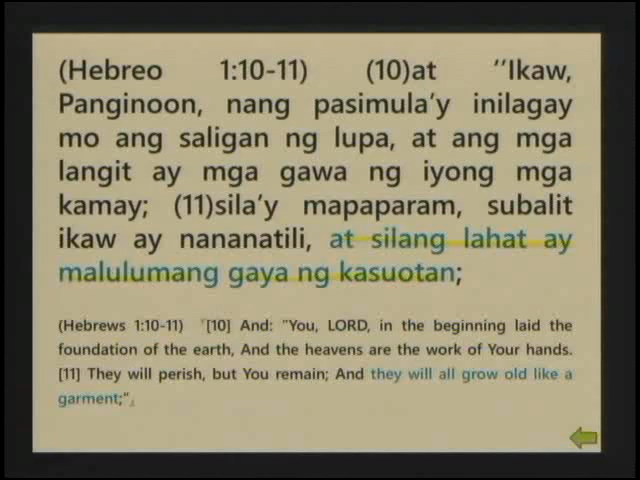 (Hebreo 1:10-11) (10)at ‘‘Ikaw,
Panginoon, nang pasimula’y inilagay
mo ang saligan ng lupa, at ang mga
langit ay mga gawa ng iyong mga
kamay; (11)sila’y mapaparam, subalit
ikaw ay nananatili, at silang lahat ay
malulumang gaya ng kasuotan;
(Hebrews 1:10-11) 『[10] And: “You, LORD, in the beginning laid the
foundation of the earth, And the heavens are the work of Your hands.
[11] They will perish, but You remain; And they will all grow old like a
garment;”』